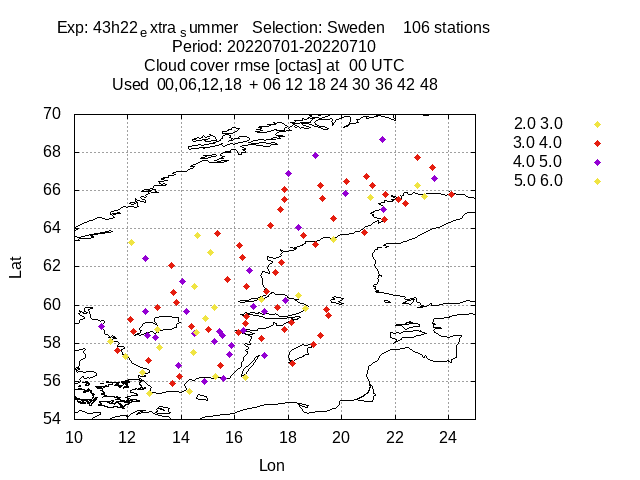 Exp: 43h22extrasummer Selection: Sweden 106 stations
Period: 20220701-20220710
Cloud cover rmse [octas] at 00 UTC
Used 00,06,12,18 + 06 12 18 24 30 36 42 48
2.0 3.0
3.0 4.0
4.0 5.0
5.0 6.0
70
68
66
64
62
60
58
56
54
Lat
10 12 14 16 18 20 22 24
Lon